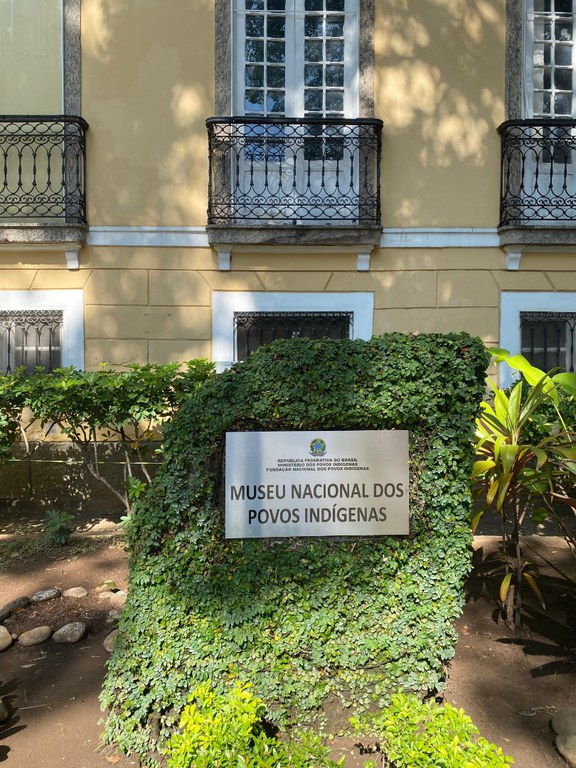 REPÚBLICA FEDERATIVA DO BRASIL
MINISTÉRIO DOS POVOS INDÍGENAS
FUNDAÇÃO NACIONAL DOS POVOS INDÍGENAS
MUSEU NACIONAL DOS
POVOS INDÍGENAS